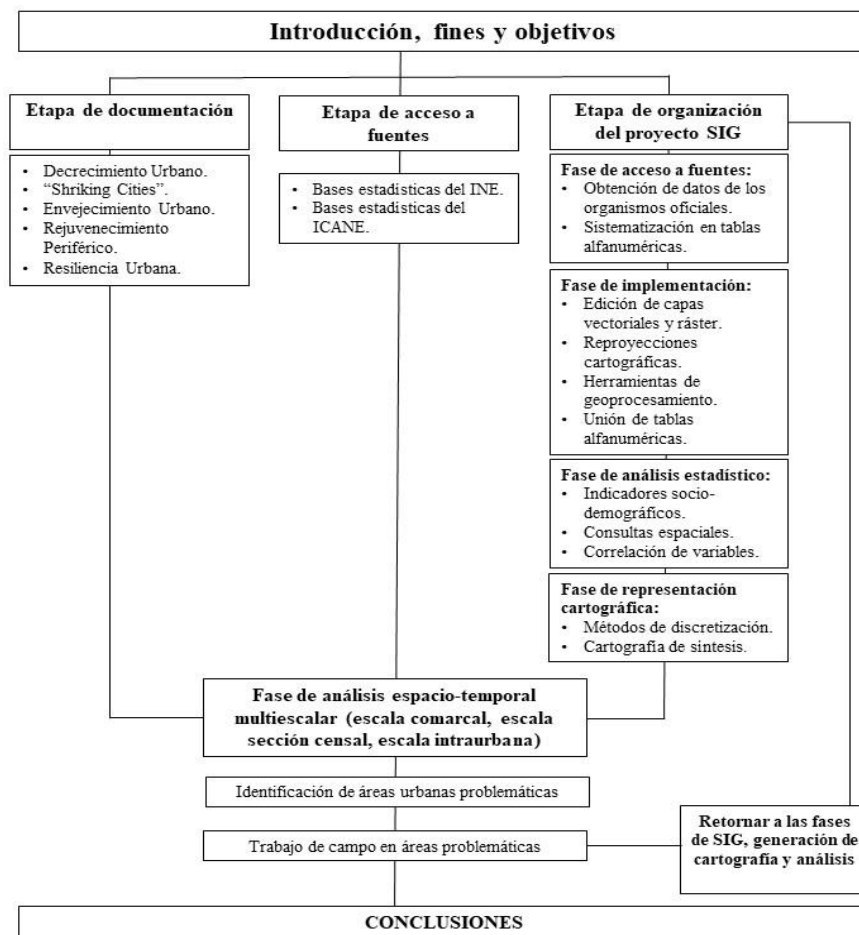 Introducción, fines y objetivos
Etapa de documentación
• Decrecimiento Urbano.
• “Shriking Cities”.
• Envejecimiento Urbano.
• Rejuvenecimiento
Periférico.
• Resiliencia Urbana.
Etapa de acceso a
fuentes
• Bases estadísticas del INE.
• Bases estadísticas del
ICANE.
Etapa de organización
del proyecto SIG
Fase de acceso a fuentes:
• Obtención de datos de los
organismos oficiales.
• Sistematización en tablas
alfanuméricas.
Fase de implementación:
• Edición de capas
vectoriales y ráster.
• Reproyecciones
cartográficas.
• Herramientas de
geoprocesamiento.
• Unión de tablas
alfanuméricas.
Fase de análisis estadístico:
• Indicadores socio-
demográficos.
• Consultas espaciales.
• Correlación de variables.
Fase de representación
cartográfica:
• Métodos de discretización.
• Cartografía de síntesis.
Fase de análisis espacio-temporal
multiescalar (escala comarcal, escala
sección censal, escala intraurbana)
Identificación de áreas urbanas problemáticas
Trabajo de campo en áreas problemáticas
Retornar a las fases
de SIG, generación de
cartografía y análisis
CONCLUSIONES